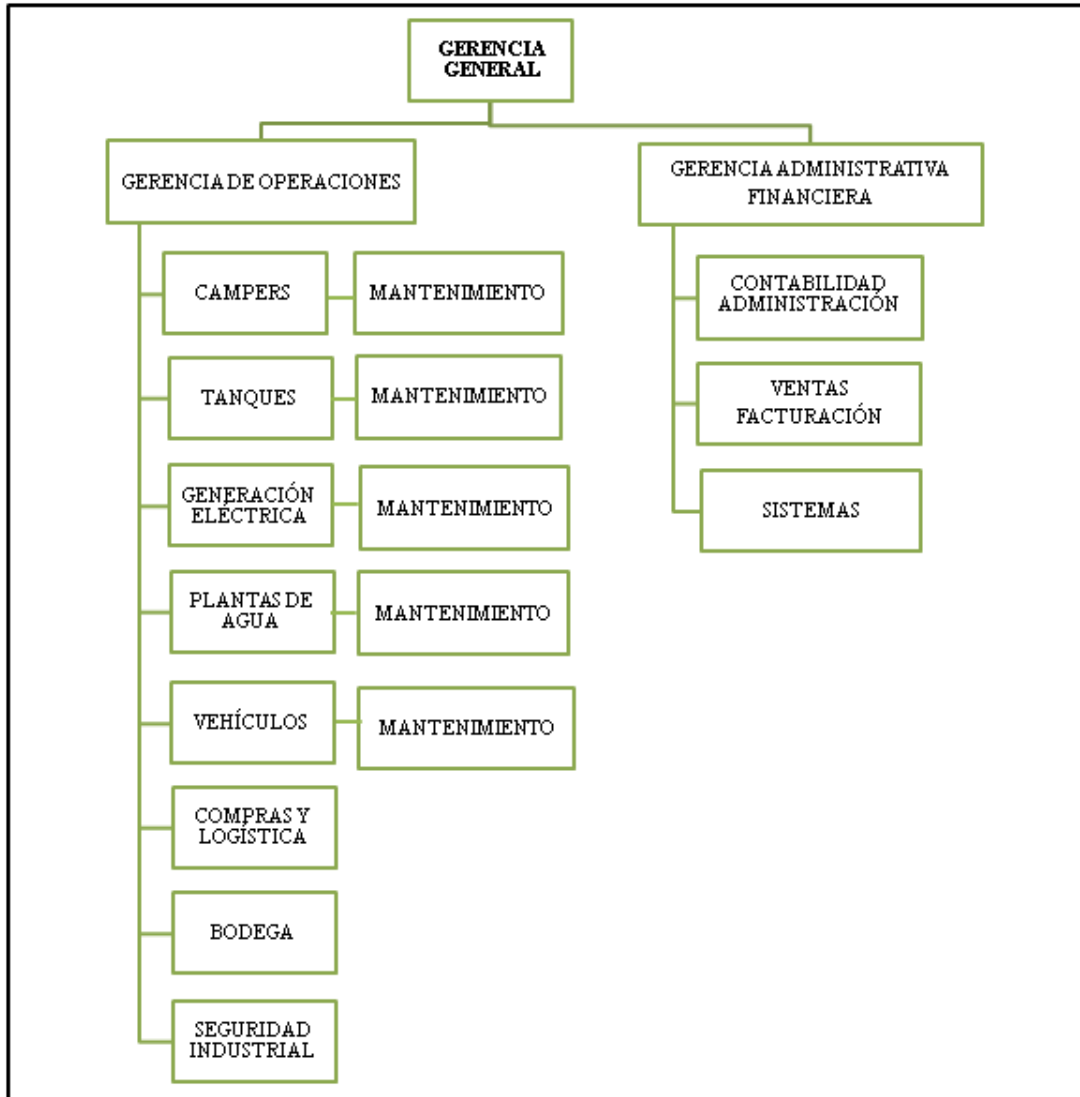 GERENCIA
GENERAL
GERENCIA DE OPERACIONES
GERENCIA ADMINISTRATIVA
FINANCIERA
CAMPERS
MANTENIMIENTO
CONTABILIDAD
ADMINISTRACIÓN
TANQUES
MANTENIMIENTO
VENTAS
FACTURACIÓN
GENERACIÓN
ELÉCTRICA
MANTENIMIENTO
SISTEMAS
PLANTAS DE
AGUA
MANTENIMIENTO
VEHÍCULOS
MANTENIMIENTO
COMPRAS Y
LOGÍSTICA
BODEGA
SEGURIDAD
INDUSTRIAL